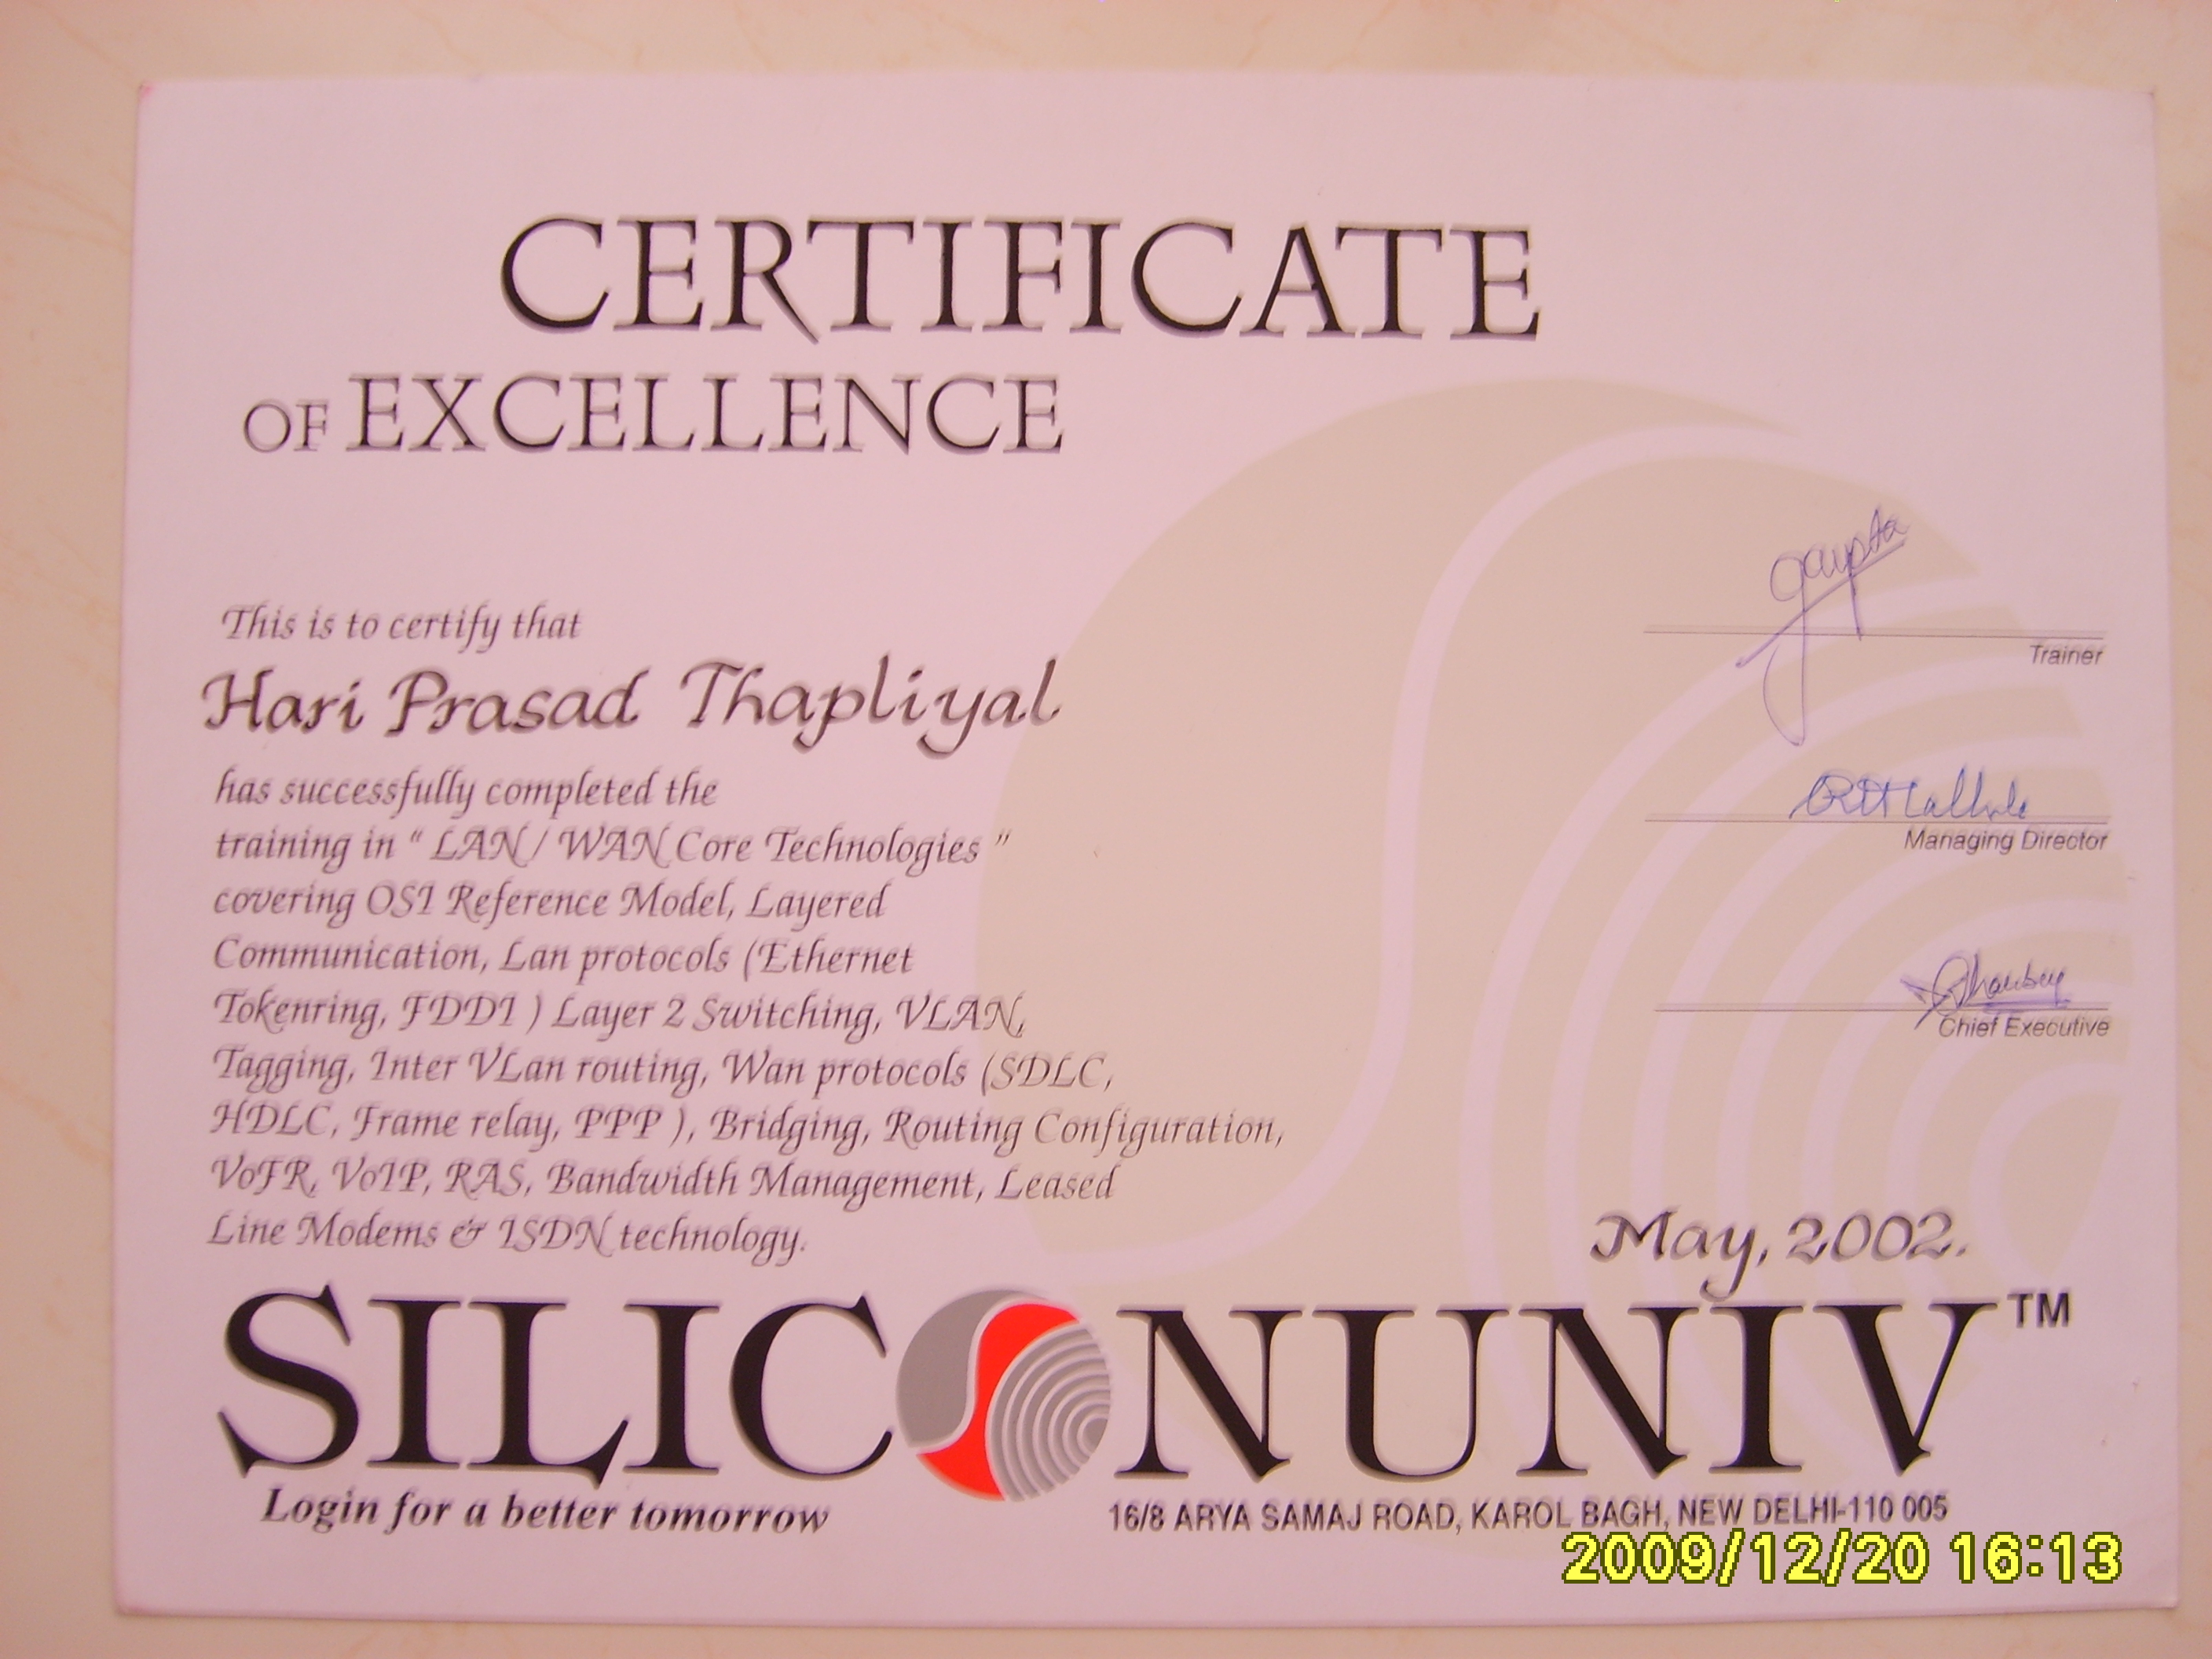 CERTIFICATE
OF EXCELLENCE
This is to certify that
Hari Prasad Thapliyal
has successfully completed the
training in “ LAN / WAN Core Technologies ”
covering OSI Reference Model, Layered
Communication, Lan protocols (Ethernet
Tokenring, FDDI ) Layer 2 Switching, VLAN,
Tagging, Inter VLan routing, Wan protocols (SDLC,
HDLC, Frame relay, PPP ), Bridging, Routing Configuration,
VoFR, VoIP, RAS, Bandwidth Management, Leased
Line Modems & ISDN technology.
gupta
Trainer
Managing Director
Chief Executive
May, 2002.
SILICONUNIV™
Login for a better tomorrow
16/8 ARYA SAMAJ ROAD, KAROL BAGH, NEW DELHI-110 005
2009/12/20 16:13